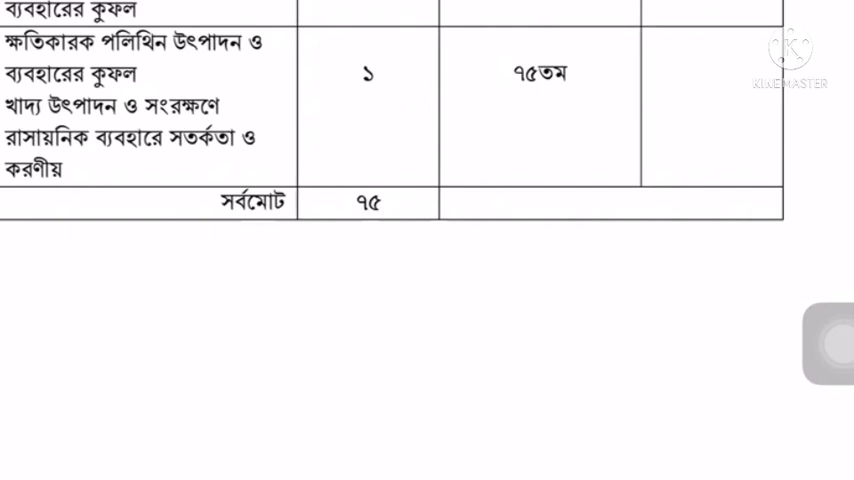 ব্যবহারের কুফল
ক্ষতিকারক পলিথিন উৎপাদন ও
ব্যবহারের কুফল
১
৭৫তম
খাদ্য উৎপাদন ও সংরক্ষণে
রাসায়নিক ব্যবহারে সতর্কতা ও
করণীয়
সর্বমোট
৭৫
KINEMASTER